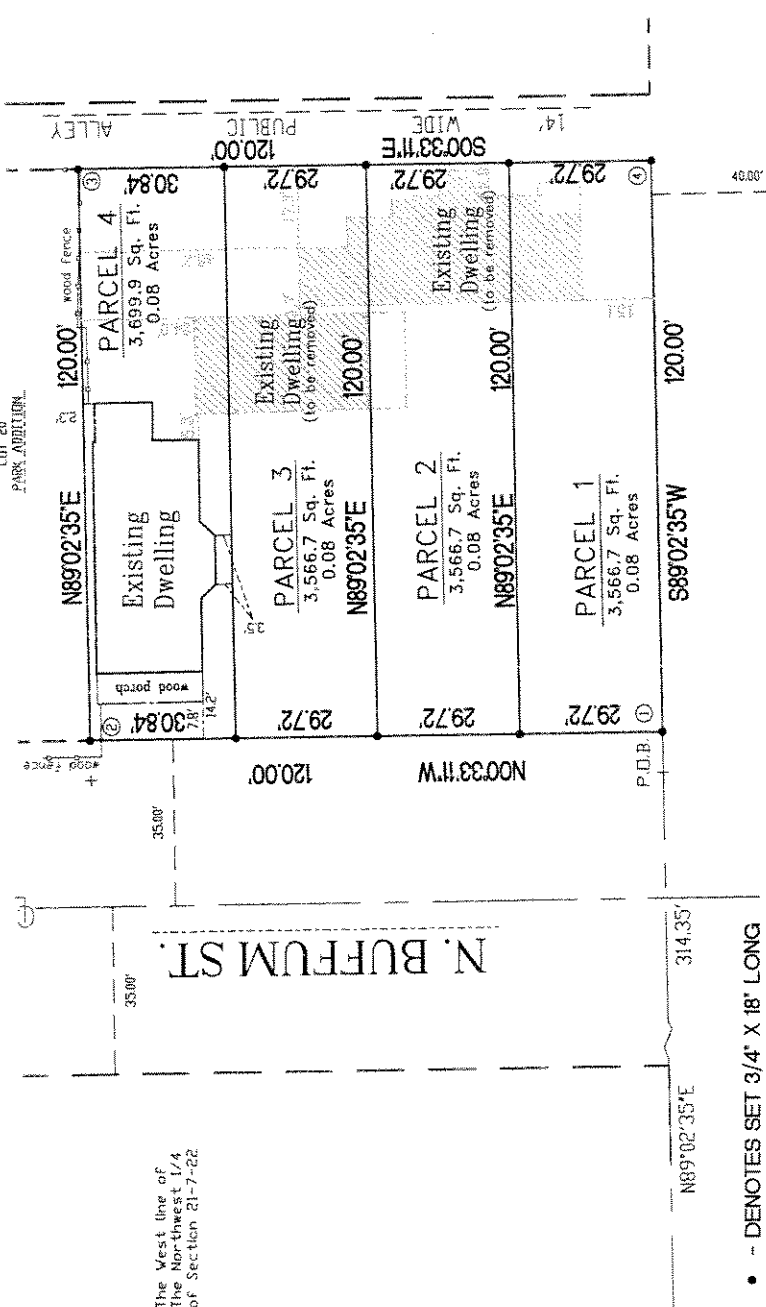 LOT 20
PARK ADDITION
14' WIDE PUBLIC ALLEY
wood fence
wood fence
N89°02'35"E 120.00'
S00°33'11"E
120.00'
30.84'
29.72'
29.72'
29.72'
③
④
40.00'
PARCEL 4
3,699.9 Sq. Ft.
0.08 Acres
Existing
Dwelling
wood porch
②
30.84'
7.8'
14.2'
Existing
Dwelling
(to be removed)
120.00'
PARCEL 3
3,566.7 Sq. Ft.
0.08 Acres
N89°02'35"E
29.72'
Existing
Dwelling
(to be removed)
120.00'
PARCEL 2
3,566.7 Sq. Ft.
0.08 Acres
N89°02'35"E
29.72'
PARCEL 1
3,566.7 Sq. Ft.
0.08 Acres
29.72'
①
S89°02'35"W 120.00'
P.O.B.
N00°33'11"W
120.00'
35.00'
35.00'
N. BUFFUM ST.
314.35'
N89°02'35"E
The West line of
The Northwest 1/4
of Section 21-7-22
• - DENOTES SET 3/4" X 18" LONG